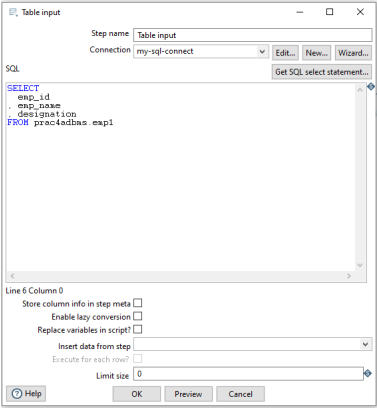 Table input
Step name Table input
Connection my-sql-connect Edit... New... Wizard...
SQL Get SQL select statement...
SELECT
emp_id
, emp_name
, designation
FROM prac4adbms.emp1
Line 6 Column 0
Store column info in step meta
Enable lazy conversion
Replace variables in script?
Insert data from step
Execute for each row?
Limit size 0
Help OK Preview Cancel